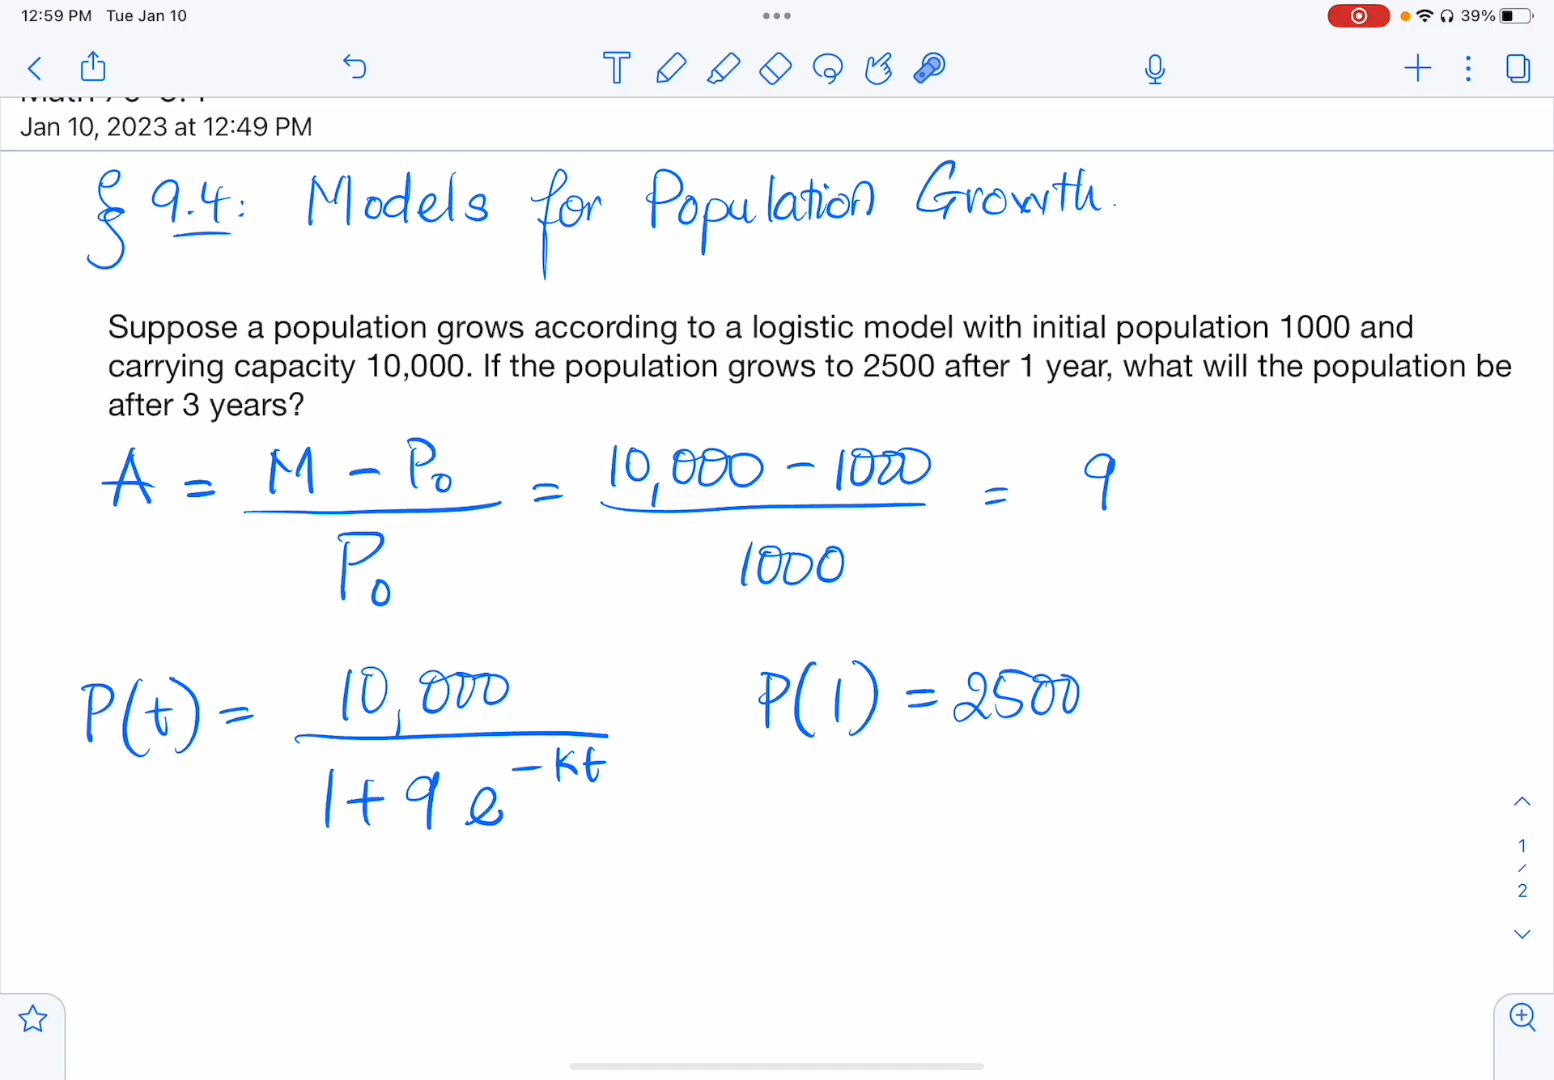 12:59 PM Tue Jan 10
39%
Jan 10, 2023 at 12:49 PM
§ 9.4: Models for Population Growth.
Suppose a population grows according to a logistic model with initial population 1000 and
carrying capacity 10,000. If the population grows to 2500 after 1 year, what will the population be
after 3 years?
A = (M - P₀)/P₀ = (10,000 - 1000)/1000 = 9
P(t) = 10,000/(1 + 9e^(-kt)) P(1) = 2500
1
/
2